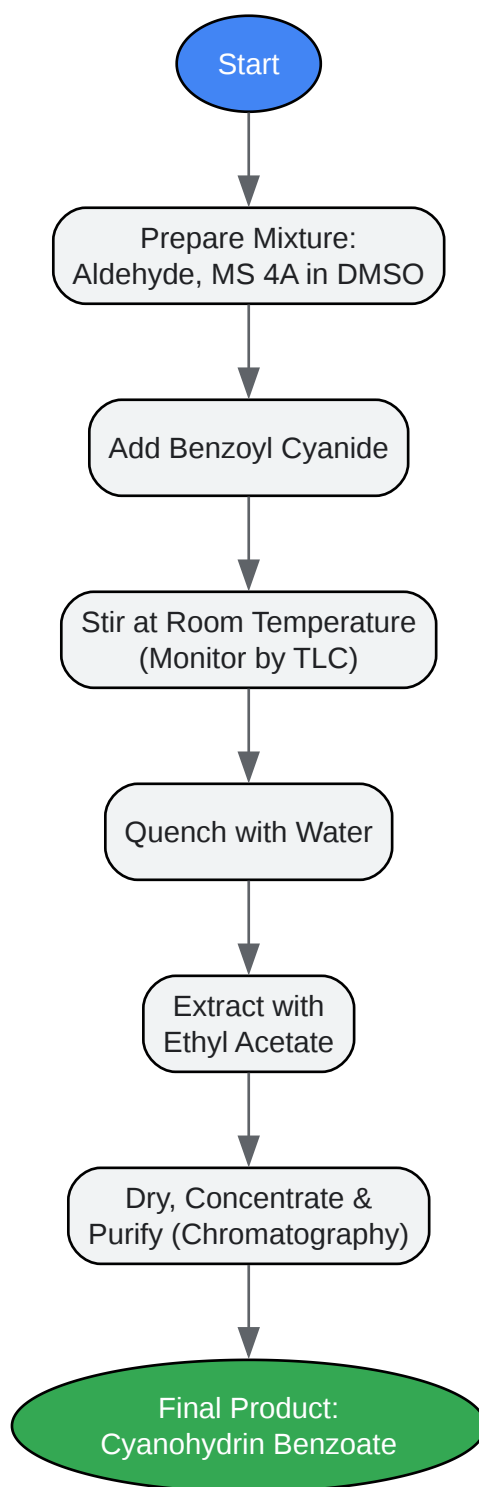 Start
Prepare Mixture:
Aldehyde, MS 4A in DMSO
Add Benzoyl Cyanide
Stir at Room Temperature
(Monitor by TLC)
Quench with Water
Extract with
Ethyl Acetate
Dry, Concentrate &
Purify (Chromatography)
Final Product:
Cyanohydrin Benzoate